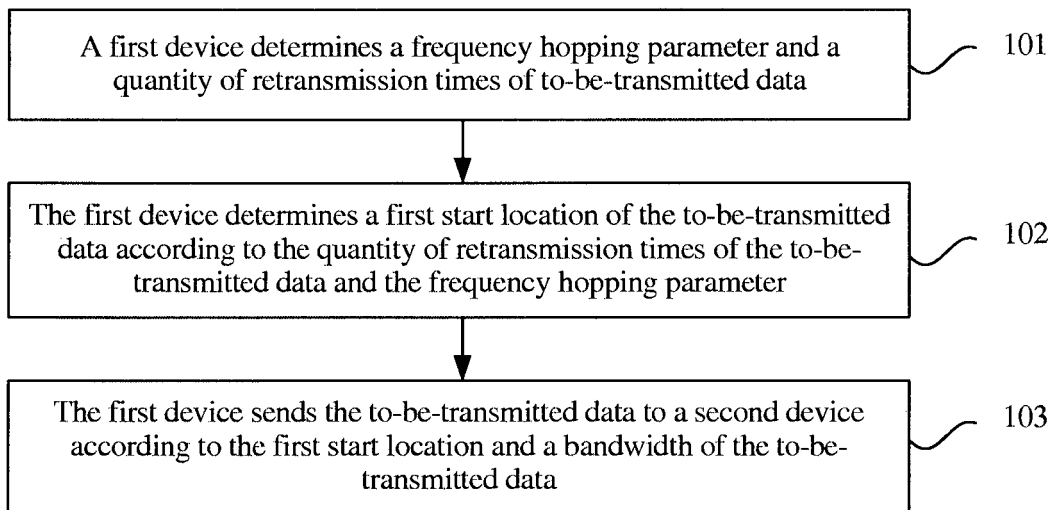 A first device determines a frequency hopping parameter and a
quantity of retransmission times of to-be-transmitted data
101
The first device determines a first start location of the to-be-transmitted
data according to the quantity of retransmission times of the to-be-
transmitted data and the frequency hopping parameter
102
The first device sends the to-be-transmitted data to a second device
according to the first start location and a bandwidth of the to-be-
transmitted data
103